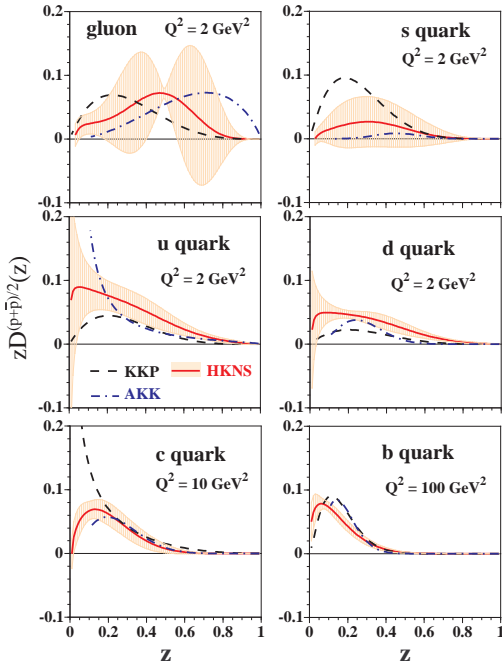 gluon Q² = 2 GeV²
s quark
Q² = 2 GeV²
0.2
0.1
0
-0.1
u quark
Q² = 2 GeV²
d quark
Q² = 2 GeV²
0.2
0.1
0
-0.1
KKP HKNS
AKK
zD^{(p+p̄)/2}(z)
c quark
Q² = 10 GeV²
b quark
Q² = 100 GeV²
0.2
0.1
0
-0.1
0 0.2 0.4 0.6 0.8 1
0 0.2 0.4 0.6 0.8 1
z z